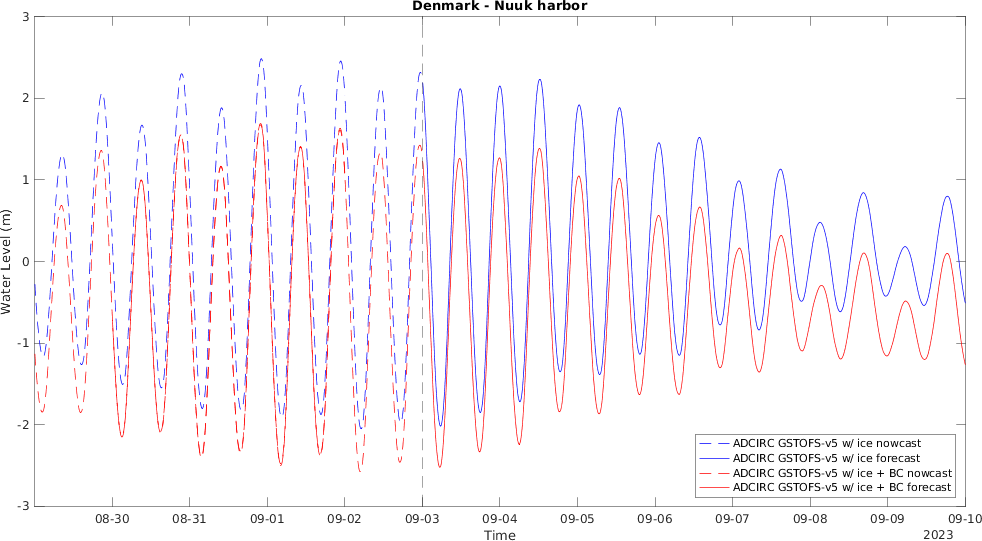 Denmark - Nuuk harbor
3
2
1
0
-1
-2
-3
Water Level (m)
ADCIRC GSTOFS-v5 w/ ice nowcast
ADCIRC GSTOFS-v5 w/ ice forecast
ADCIRC GSTOFS-v5 w/ ice + BC nowcast
ADCIRC GSTOFS-v5 w/ ice + BC forecast
08-30 08-31 09-01 09-02 09-03 09-04 09-05 09-06 09-07 09-08 09-09 09-10
Time
2023